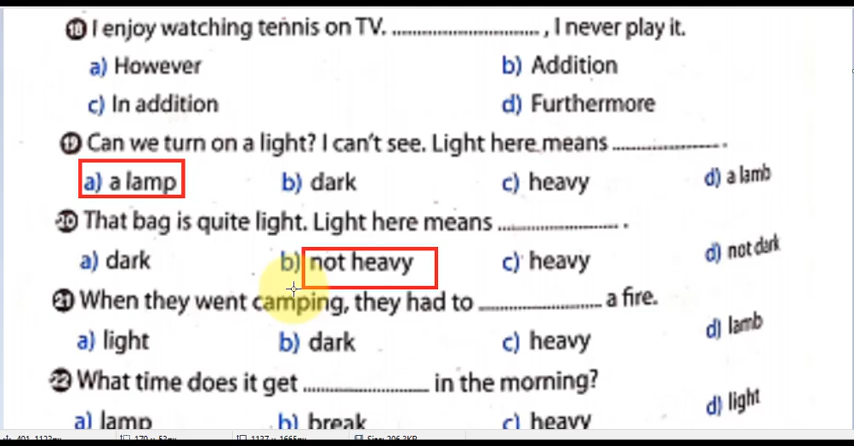 18 I enjoy watching tennis on TV. .............................. , I never play it.
a) However b) Addition
c) In addition d) Furthermore
19 Can we turn on a light? I can't see. Light here means ...................... .
a) a lamp b) dark c) heavy d) a lamb
20 That bag is quite light. Light here means ......................... .
a) dark b) not heavy c) heavy d) not dark
21 When they went camping, they had to ......................... a fire.
a) light b) dark c) heavy d) lamb
22 What time does it get ......................... in the morning?
a) lamp b) break c) heavy d) light